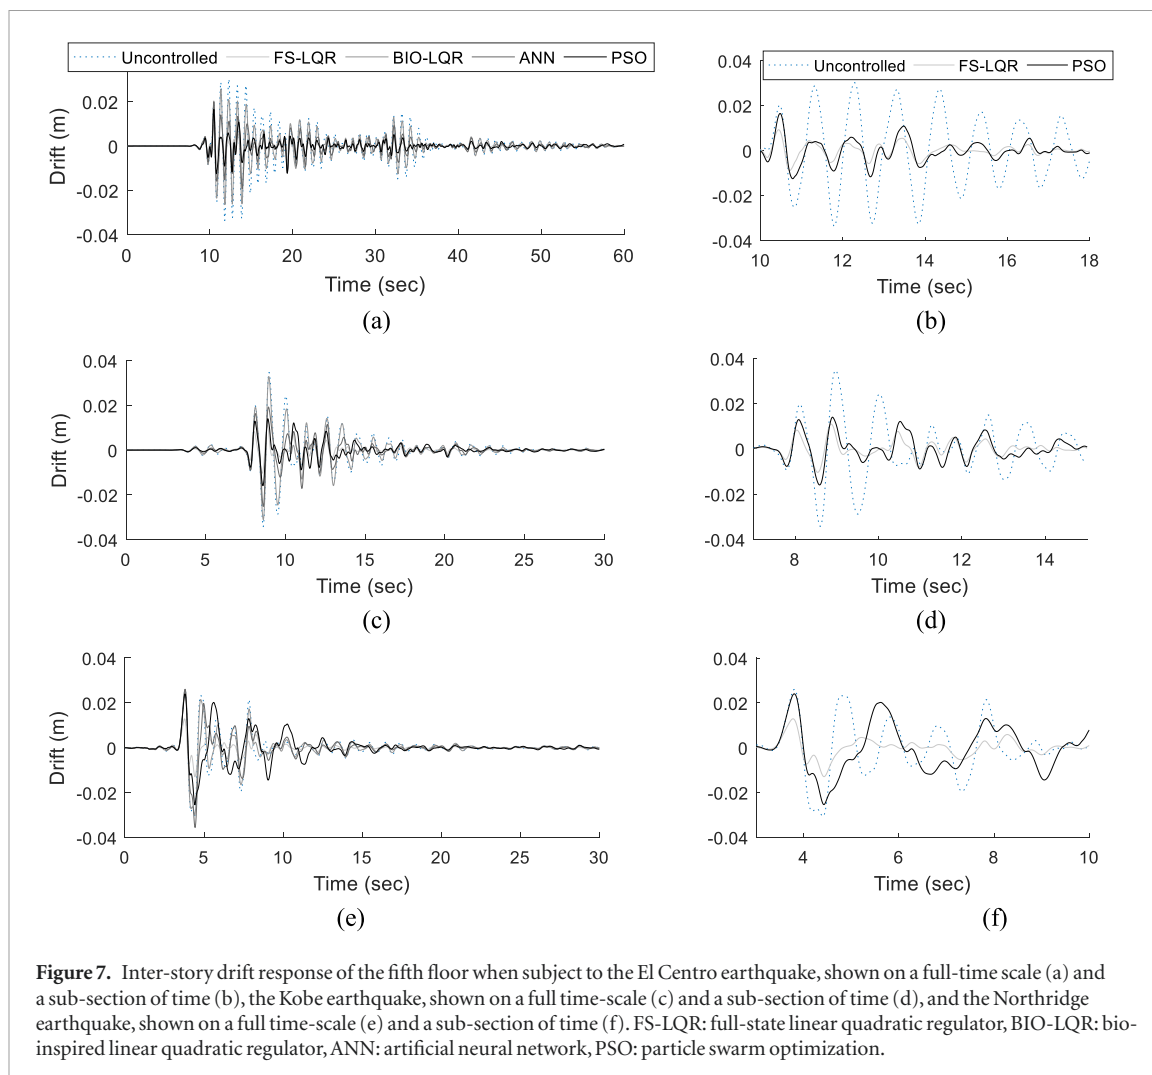 Uncontrolled FS-LQR BIO-LQR ANN PSO
0.02
0
-0.02
-0.04
Drift (m)
0 10 20 30 40 50 60
Time (sec)
(a)
0.04
Uncontrolled FS-LQR PSO
0.02
0
-0.02
-0.04
10 12 14 16 18
Time (sec)
(b)
0.04
0.02
0
-0.02
-0.04
Drift (m)
0 5 10 15 20 25 30
Time (sec)
(c)
0.04
0.02
0
-0.02
-0.04
8 10 12 14
Time (sec)
(d)
0.04
0.02
0
-0.02
-0.04
Drift (m)
0 5 10 15 20 25 30
Time (sec)
(e)
0.04
0.02
0
-0.02
-0.04
4 6 8 10
Time (sec)
(f)
Figure 7. Inter-story drift response of the fifth floor when subject to the El Centro earthquake, shown on a full-time scale (a) and
a sub-section of time (b), the Kobe earthquake, shown on a full time-scale (c) and a sub-section of time (d), and the Northridge
earthquake, shown on a full time-scale (e) and a sub-section of time (f). FS-LQR: full-state linear quadratic regulator, BIO-LQR: bio-
inspired linear quadratic regulator, ANN: artificial neural network, PSO: particle swarm optimization.